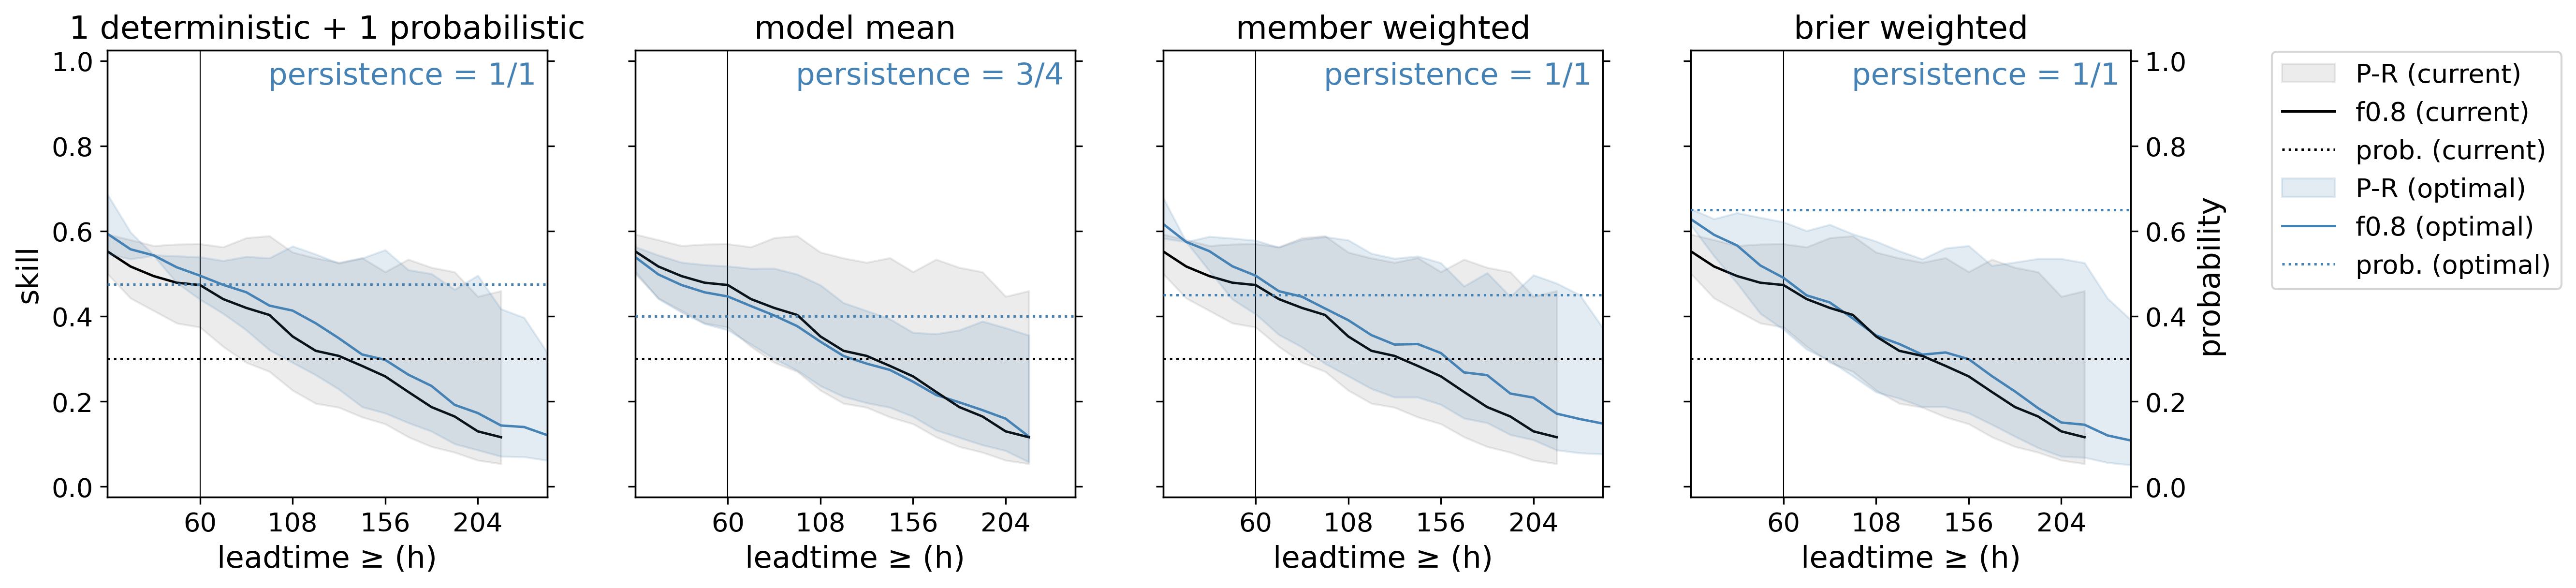 1 deterministic + 1 probabilistic
model mean
member weighted
brier weighted
persistence = 1/1
persistence = 3/4
persistence = 1/1
persistence = 1/1
1.0
0.8
0.6
0.4
0.2
0.0
skill
1.0
0.8
0.6
0.4
0.2
0.0
probability
60 108 156 204
60 108 156 204
60 108 156 204
60 108 156 204
leadtime ≥ (h)
leadtime ≥ (h)
leadtime ≥ (h)
leadtime ≥ (h)
P-R (current)
f0.8 (current)
prob. (current)
P-R (optimal)
f0.8 (optimal)
prob. (optimal)